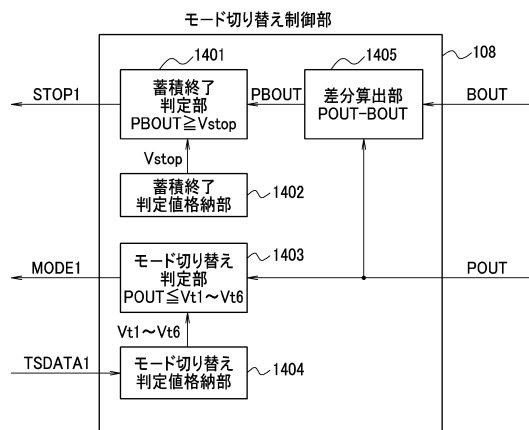 モード切り替え制御部
108
1401
1405
STOP1
蓄積終了
判定部
PBOUT≧Vstop
PBOUT
差分算出部
POUT-BOUT
BOUT
Vstop
蓄積終了
判定値格納部
1402
1403
MODE1
モード切り替え
判定部
POUT≦Vt1～Vt6
POUT
Vt1～Vt6
TSDATA1
モード切り替え
判定値格納部
1404